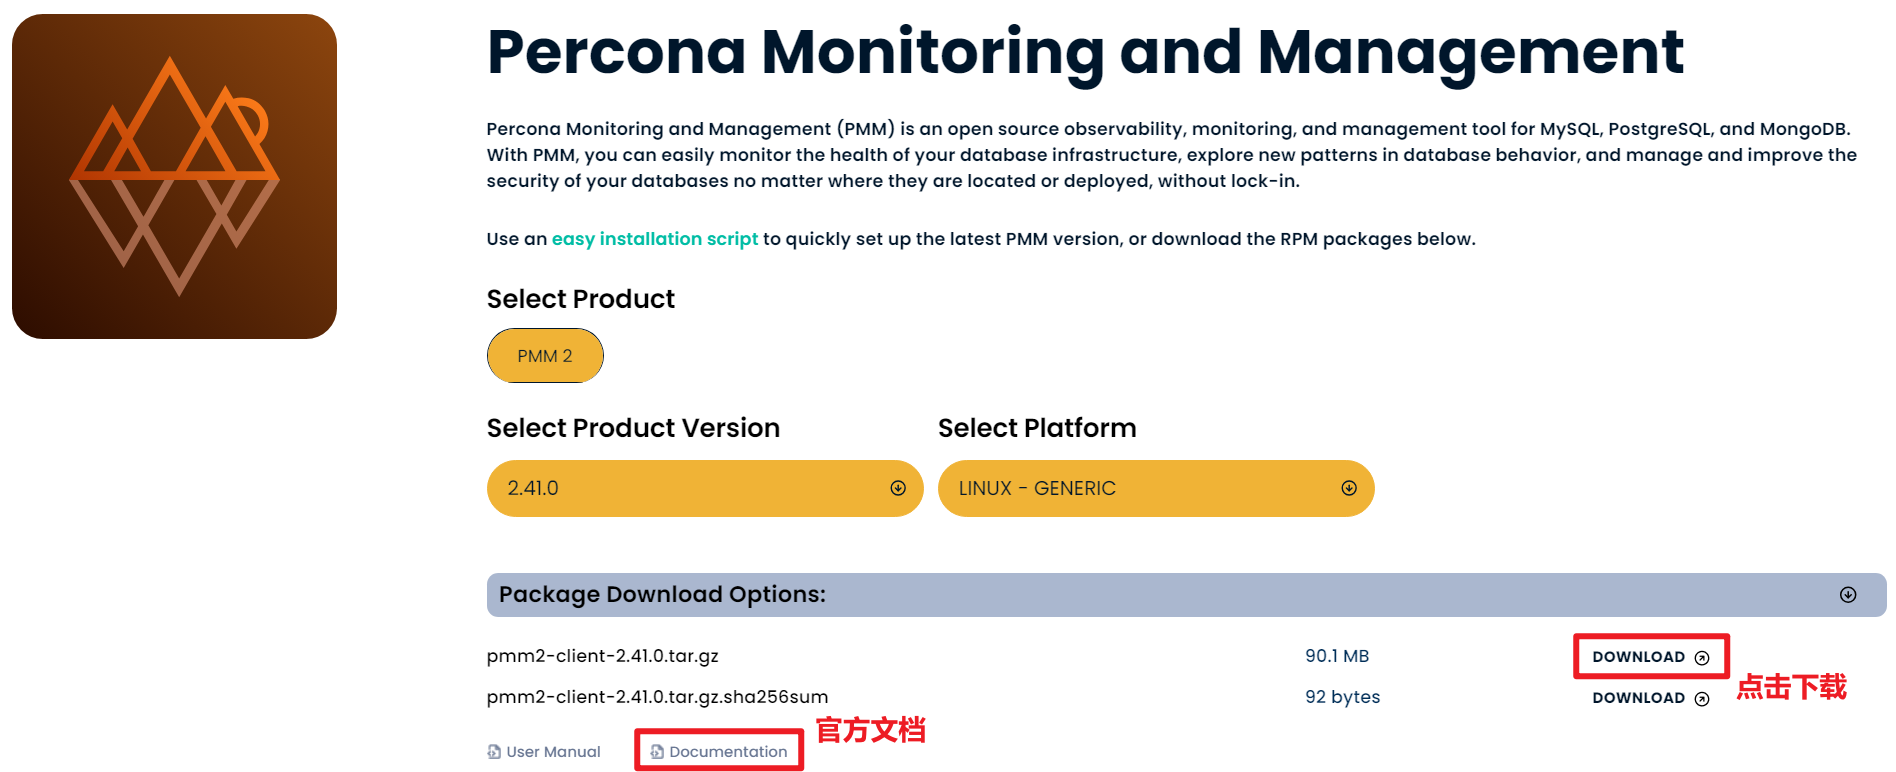 Percona Monitoring and Management
Percona Monitoring and Management (PMM) is an open source observability, monitoring, and management tool for MySQL, PostgreSQL, and MongoDB.
With PMM, you can easily monitor the health of your database infrastructure, explore new patterns in database behavior, and manage and improve the
security of your databases no matter where they are located or deployed, without lock-in.
Use an easy installation script to quickly set up the latest PMM version, or download the RPM packages below.
Select Product
PMM 2
Select Product Version
Select Platform
2.41.0
LINUX - GENERIC
Package Download Options:
pmm2-client-2.41.0.tar.gz
90.1 MB
DOWNLOAD
点击下载
pmm2-client-2.41.0.tar.gz.sha256sum
92 bytes
DOWNLOAD
官方文档
User Manual
Documentation